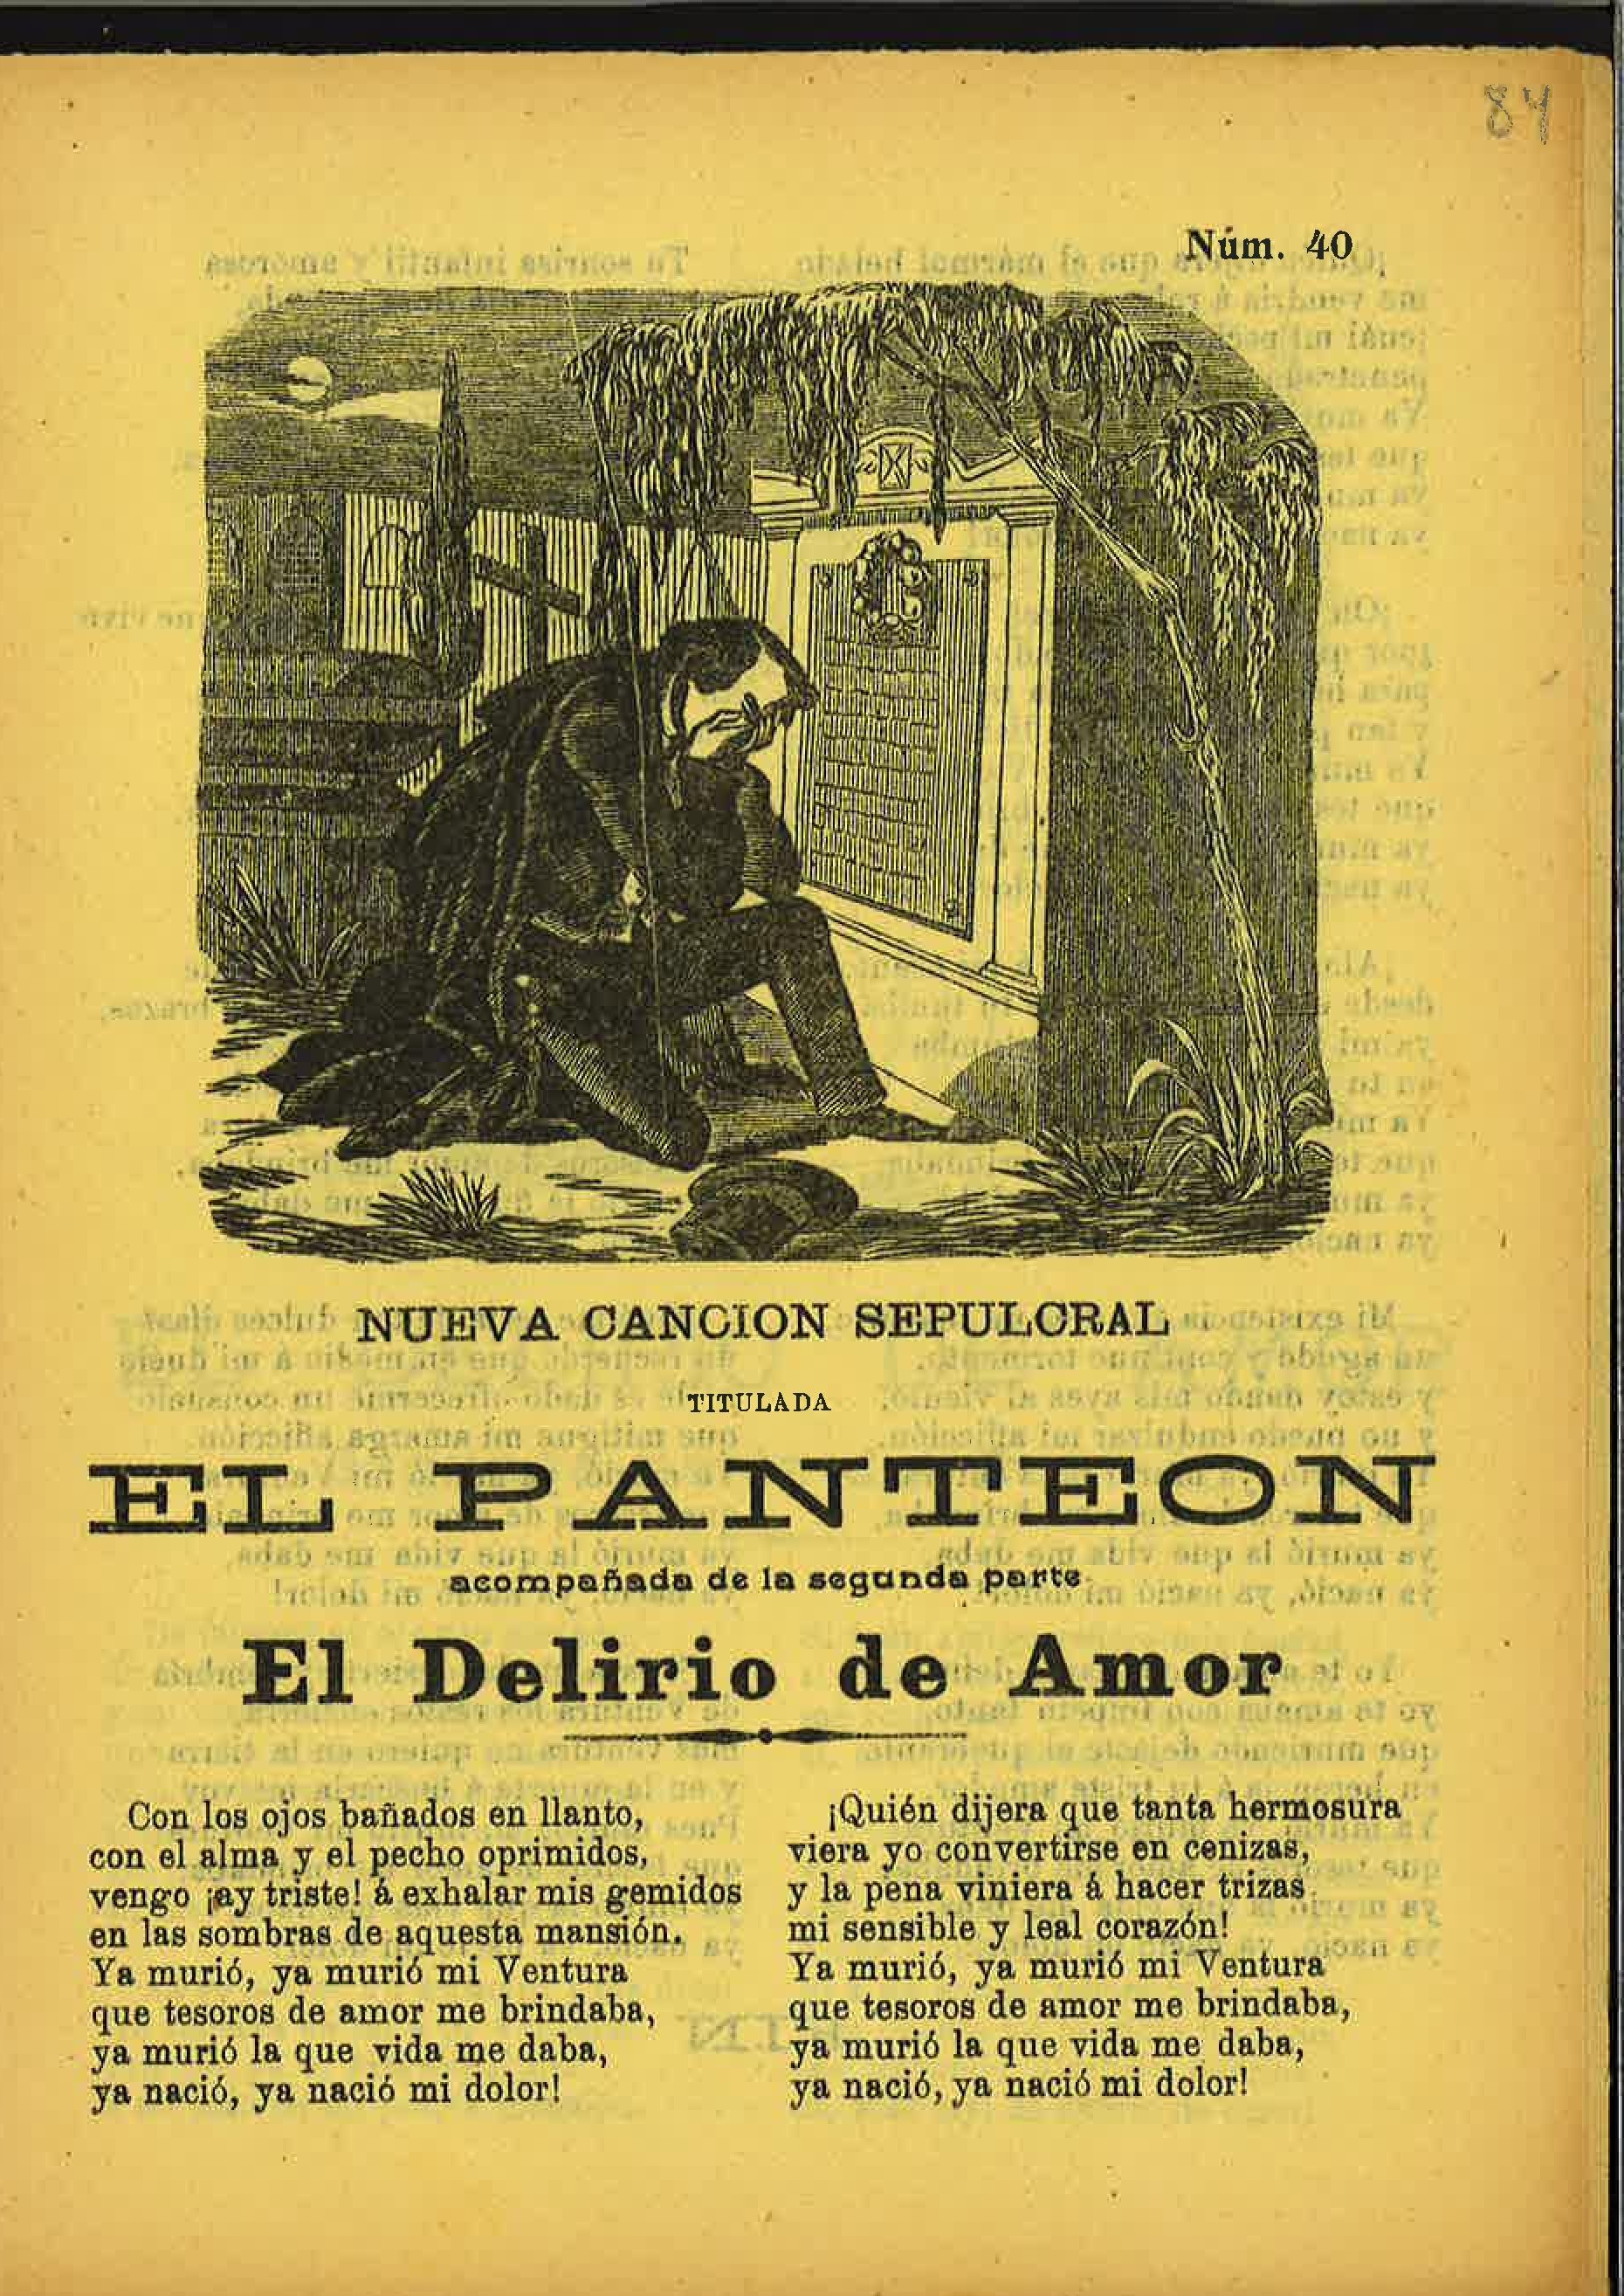 84
Núm. 40
NUEVA CANCION SEPULCRAL
TITULADA
EL PANTEON
acompañada de la segunda parte
El Delirio de Amor
Con los ojos bañados en llanto,
con el alma y el pecho oprimidos,
vengo ¡ay triste! á exhalar mis gemidos
en las sombras de aquesta mansión.
Ya murió, ya murió mi Ventura
que tesoros de amor me brindaba,
ya murió la que vida me daba,
ya nació, ya nació mi dolor!
¡Quién dijera que tanta hermosura
viera yo convertirse en cenizas,
y la pena viniera á hacer trizas
mi sensible y leal corazón!
Ya murió, ya murió mi Ventura
que tesoros de amor me brindaba,
ya murió la que vida me daba,
ya nació, ya nació mi dolor!